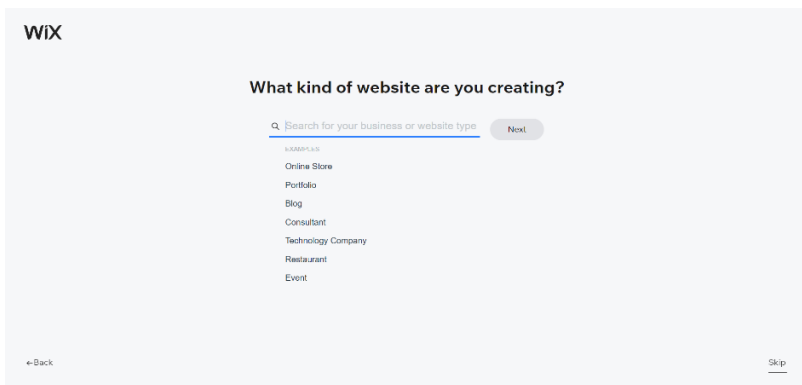 WiX
What kind of website are you creating?
Search for your business or website type
Next
EXAMPLES
Online Store
Portfolio
Blog
Consultant
Technology Company
Restaurant
Event
←Back
Skip